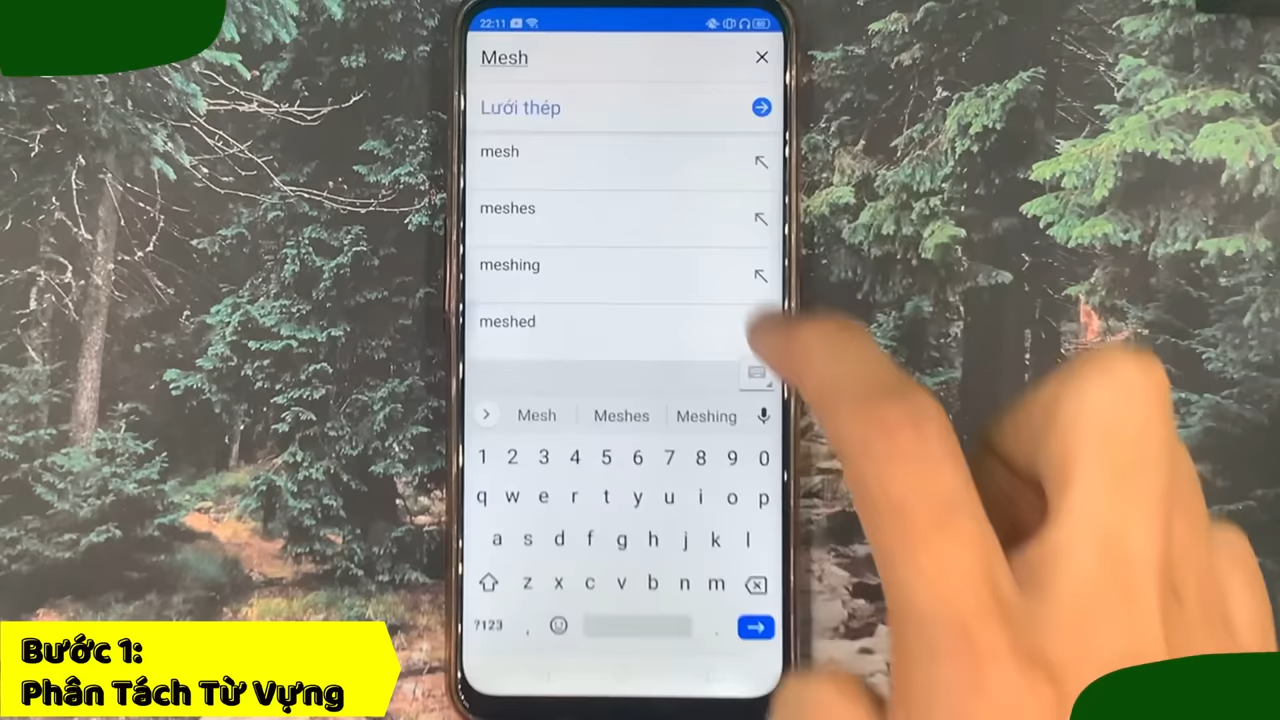 22:11
Mesh
Lưới thép
mesh
meshes
meshing
meshed
Mesh Meshes Meshing
1 2 3 4 5 6 7 8 9 0
q w e r t y u i o p
a s d f g h j k l
z x c v b n m
?123 , .
Bước 1:
Phân Tách Từ Vựng